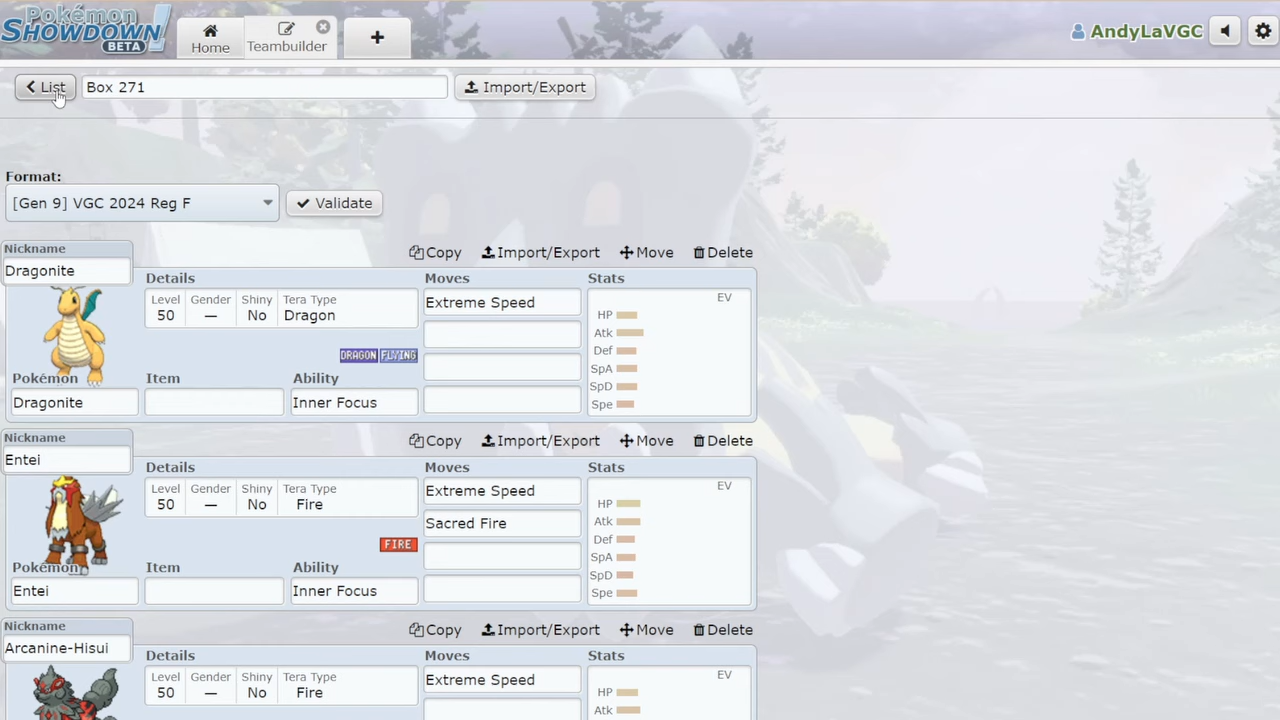 Pokémon
SHOWDOWN!
BETA
Home
Teambuilder
AndyLaVGC
List
Box 271
Import/Export
Format:
[Gen 9] VGC 2024 Reg F
Validate
Nickname
Dragonite
Copy Import/Export Move Delete
Details Moves Stats
Level Gender Shiny Tera Type
50 — No Dragon
Extreme Speed
EV
HP
Atk
Def
SpA
SpD
Spe
DRAGON FLYING
Pokémon Item Ability
Dragonite Inner Focus
Nickname
Entei
Copy Import/Export Move Delete
Details Moves Stats
Level Gender Shiny Tera Type
50 — No Fire
Extreme Speed
Sacred Fire
EV
HP
Atk
Def
SpA
SpD
Spe
FIRE
Pokémon Item Ability
Entei Inner Focus
Nickname
Arcanine-Hisui
Copy Import/Export Move Delete
Details Moves Stats
Level Gender Shiny Tera Type
50 — No Fire
Extreme Speed
EV
HP
Atk